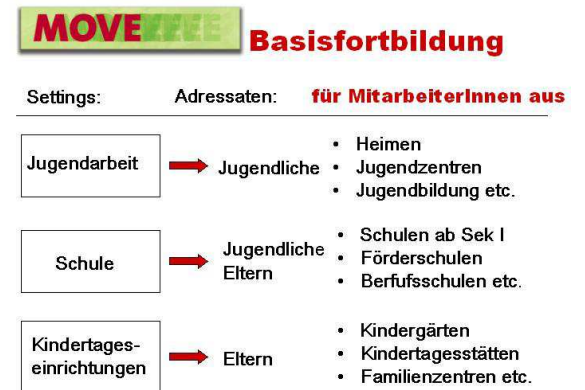 MOVE Basisfortbildung
Settings: Adressaten: für MitarbeiterInnen aus
Jugendarbeit
Jugendliche
• Heimen
• Jugendzentren
• Jugendbildung etc.
Schule
Jugendliche
Eltern
• Schulen ab Sek I
• Förderschulen
• Berfufsschulen etc.
Kindertages-
einrichtungen
Eltern
• Kindergärten
• Kindertagesstätten
• Familienzentren etc.